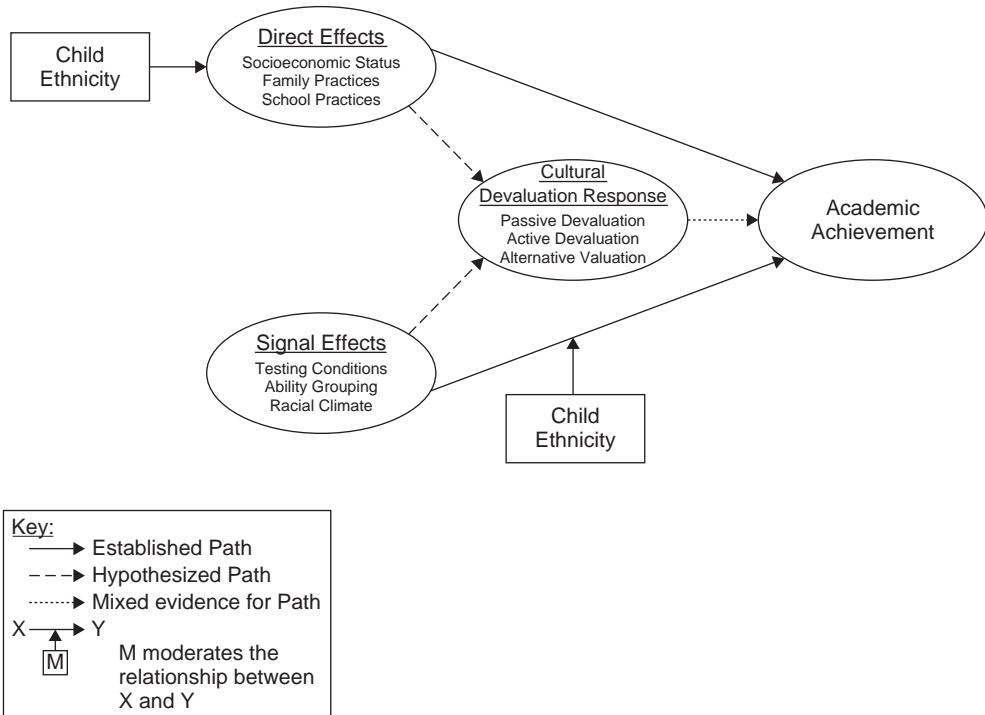 Child
Ethnicity
Direct Effects
Socioeconomic Status
Family Practices
School Practices
Cultural
Devaluation Response
Passive Devaluation
Active Devaluation
Alternative Valuation
Academic
Achievement
Signal Effects
Testing Conditions
Ability Grouping
Racial Climate
Child
Ethnicity
Key:
Established Path
Hypothesized Path
Mixed evidence for Path
X Y
M
M moderates the
relationship between
X and Y